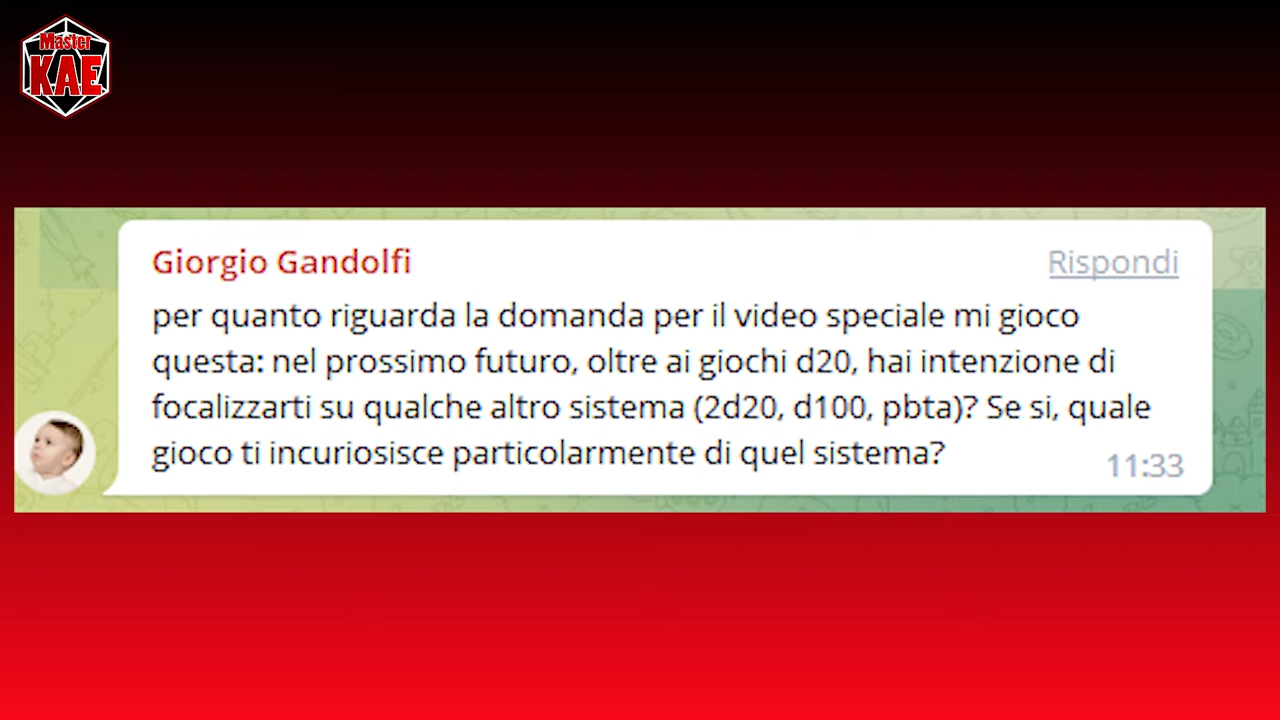 Master
KAE
Giorgio Gandolfi
Rispondi
per quanto riguarda la domanda per il video speciale mi gioco
questa: nel prossimo futuro, oltre ai giochi d20, hai intenzione di
focalizzarti su qualche altro sistema (2d20, d100, pbta)? Se si, quale
gioco ti incuriosisce particolarmente di quel sistema?
11:33